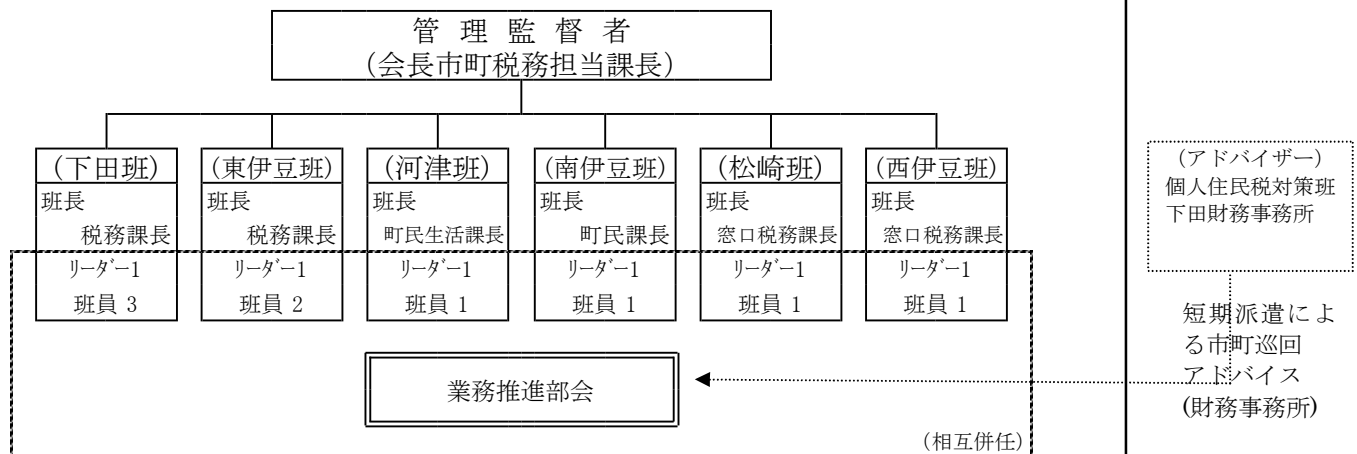 管 理 監 督 者
(会長市町税務担当課長)
(下田班)
班長
税務課長
ﾘｰﾀﾞｰ1
班員 3
(東伊豆班)
班長
税務課長
ﾘｰﾀﾞｰ1
班員 2
(河津班)
班長
町民生活課長
ﾘｰﾀﾞｰ1
班員 1
(南伊豆班)
班長
町民課長
ﾘｰﾀﾞｰ1
班員 1
(松崎班)
班長
窓口税務課長
ﾘｰﾀﾞｰ1
班員 1
(西伊豆班)
班長
窓口税務課長
ﾘｰﾀﾞｰ1
班員 1
業務推進部会
(相互併任)
(アドバイザー)
個人住民税対策班
下田財務事務所
短期派遣によ
る市町巡回
アドバイス
(財務事務所)